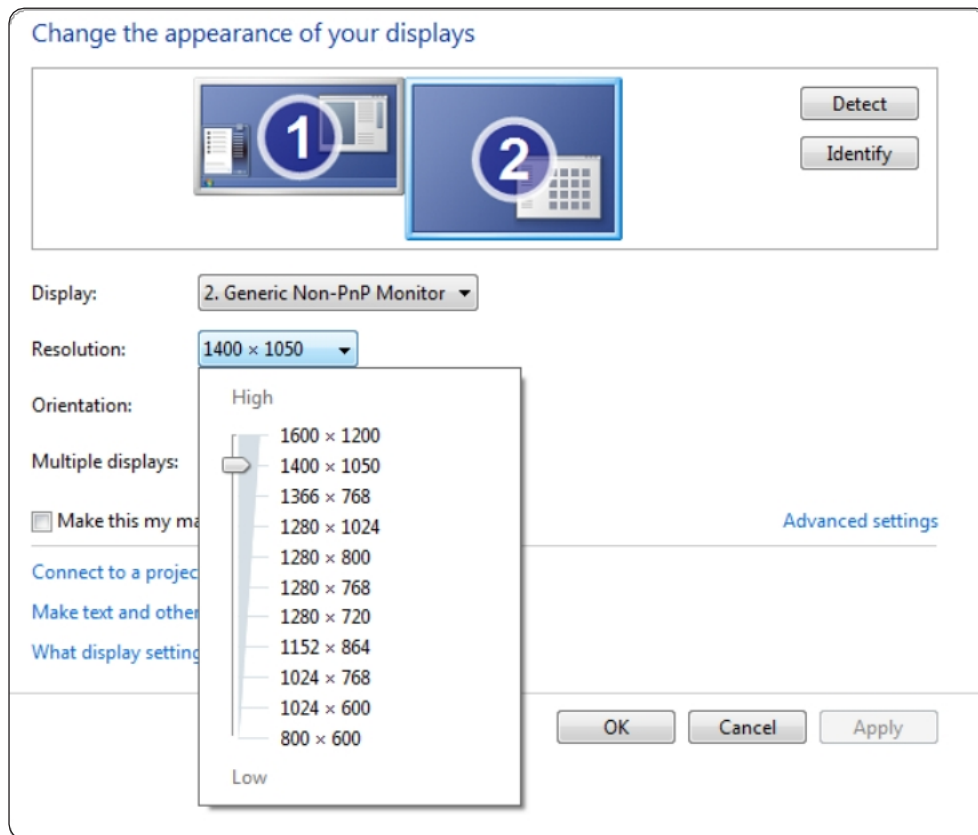 Change the appearance of your displays
1
2
Detect
Identify
Display: 2. Generic Non-PnP Monitor
Resolution: 1400 × 1050
Orientation:
Multiple displays:
Make this my ma
Advanced settings
Connect to a projec
Make text and other
What display setting
High
1600 × 1200
1400 × 1050
1366 × 768
1280 × 1024
1280 × 800
1280 × 768
1280 × 720
1152 × 864
1024 × 768
1024 × 600
800 × 600
Low
OK Cancel Apply